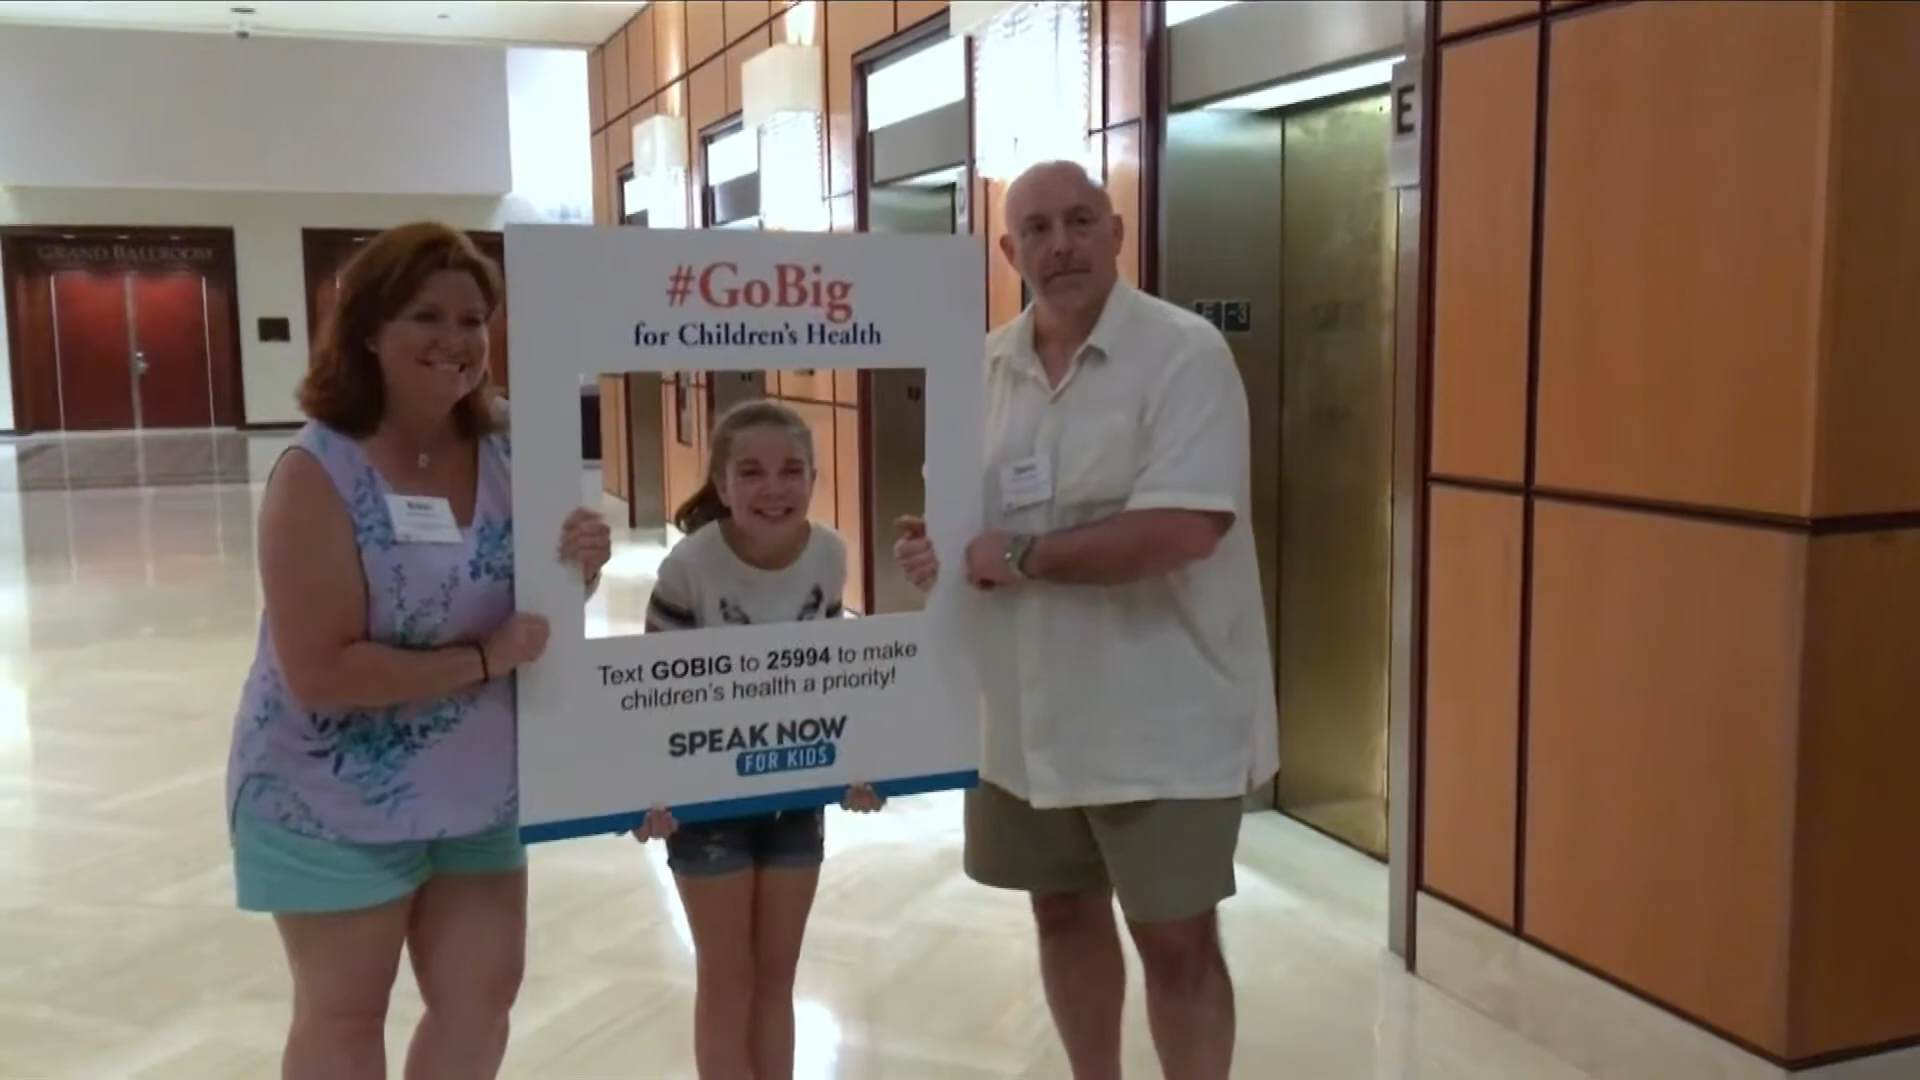 GRAND BALLROOM
#GoBig
for Children's Health
Text GOBIG to 25994 to make
children's health a priority!
SPEAK NOW
FOR KIDS
E